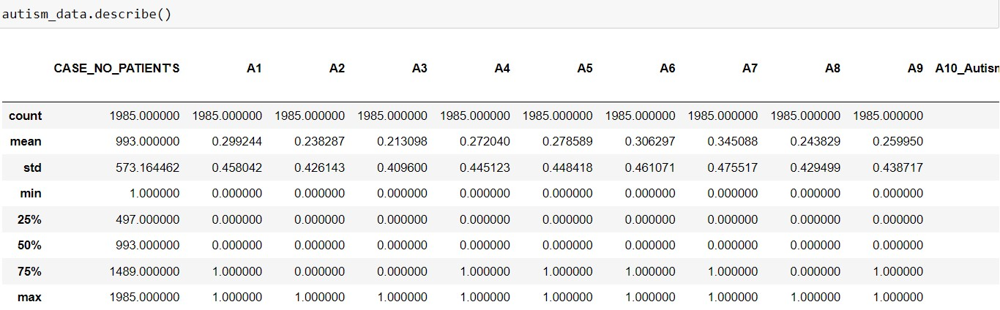 autism_data.describe()
CASE_NO_PATIENT'S A1 A2 A3 A4 A5 A6 A7 A8 A9 A10_Autism
count 1985.000000 1985.000000 1985.000000 1985.000000 1985.000000 1985.000000 1985.000000 1985.000000 1985.000000 1985.000000
mean 993.000000 0.299244 0.238287 0.213098 0.272040 0.278589 0.306297 0.345088 0.243829 0.259950
std 573.164462 0.458042 0.426143 0.409600 0.445123 0.448418 0.461071 0.475517 0.429499 0.438717
min 1.000000 0.000000 0.000000 0.000000 0.000000 0.000000 0.000000 0.000000 0.000000 0.000000
25% 497.000000 0.000000 0.000000 0.000000 0.000000 0.000000 0.000000 0.000000 0.000000 0.000000
50% 993.000000 0.000000 0.000000 0.000000 0.000000 0.000000 0.000000 0.000000 0.000000 0.000000
75% 1489.000000 1.000000 0.000000 0.000000 1.000000 1.000000 1.000000 1.000000 0.000000 1.000000
max 1985.000000 1.000000 1.000000 1.000000 1.000000 1.000000 1.000000 1.000000 1.000000 1.000000